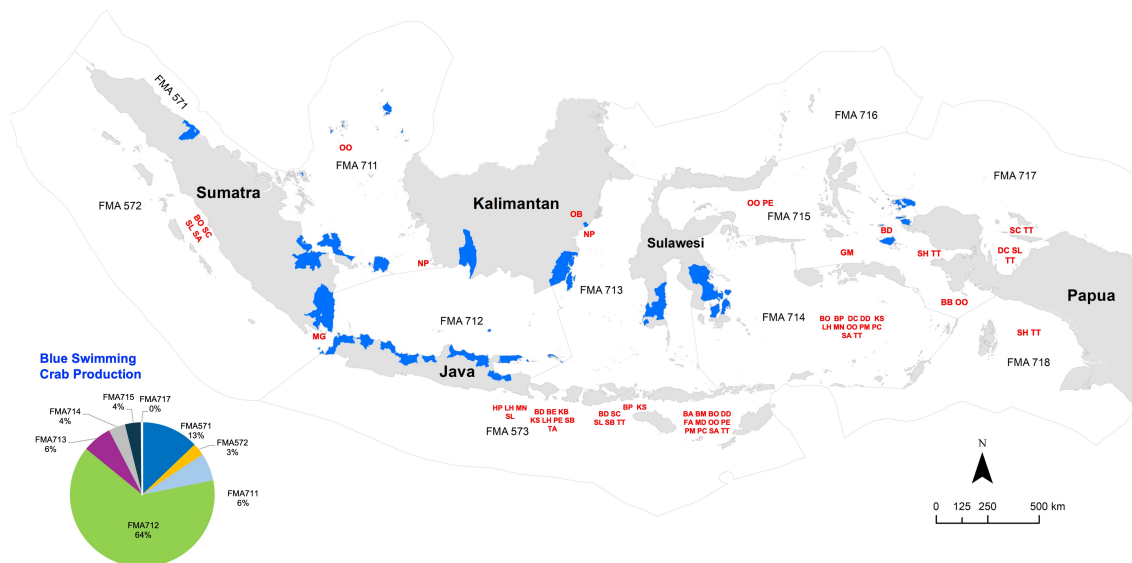 FMA 571
FMA 716
OO
FMA 711
FMA 717
Sumatra
Kalimantan
FMA 572
BO SC
SL SA
OB
NP
OO PE
FMA 715
BD
SC TT
Sulawesi
GM
SH TT
DC SL
TT
NP
FMA 713
Papua
BB OO
FMA 712
FMA 714
BO BP DC DD KS
LH MN OO PM PC
SA TT
MG
SH TT
FMA 718
Java
HP LH MN
SL
FMA 573
BD BE KB
KS LH PE SB
TA
BD SC
SL SB TT
BP KS
BA BM BO DD
FA MD OO PE
PM PC SA TT
Blue Swimming
Crab Production
FMA715
4%
FMA717
0%
FMA714
4%
FMA571
13%
FMA713
6%
FMA572
3%
FMA711
6%
FMA712
64%
N
0 125 250 500 km